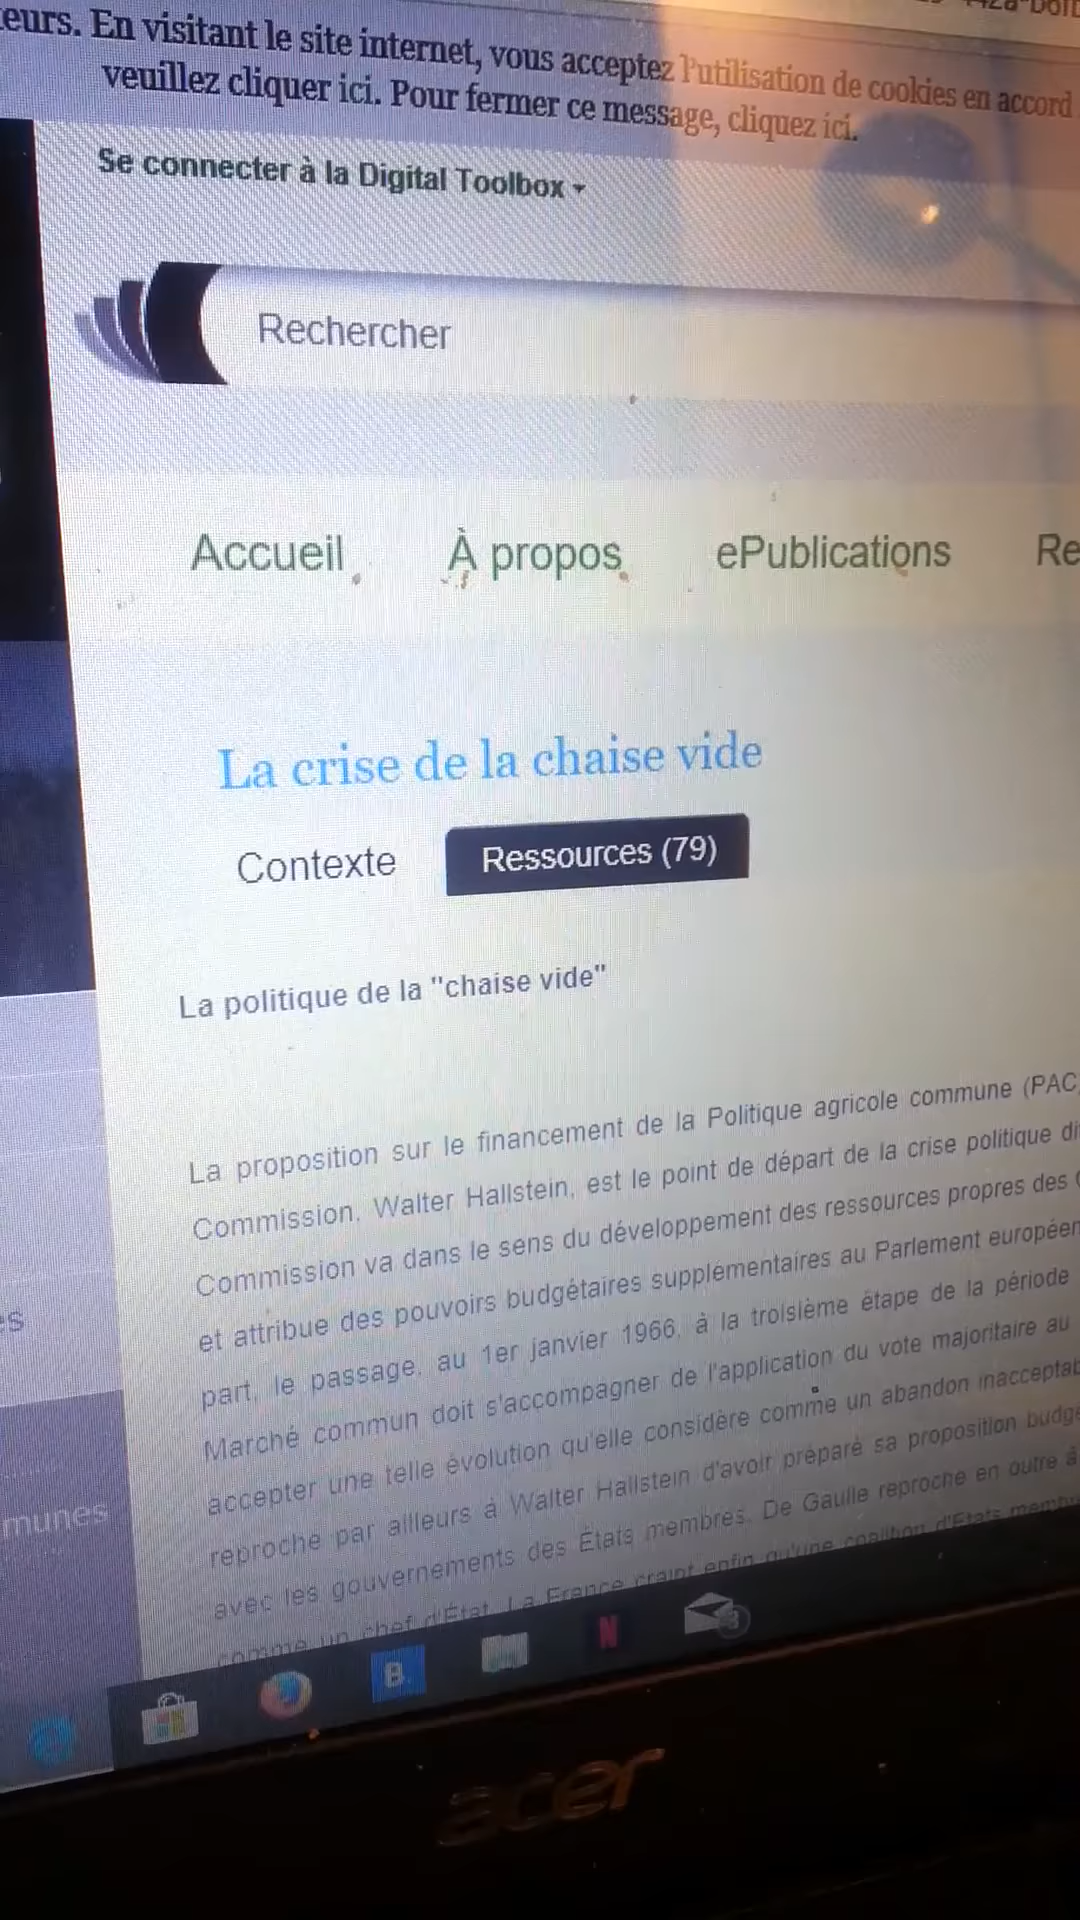 eurs. En visitant le site internet, vous acceptez l'utilisation de cookies en accord
veuillez cliquer ici. Pour fermer ce message, cliquez ici.
Se connecter à la Digital Toolbox
Rechercher
Accueil À propos ePublications Re
La crise de la chaise vide
Contexte Ressources (79)
La politique de la "chaise vide"
La proposition sur le financement de la Politique agricole commune (PAC
Commission, Walter Hallstein, est le point de départ de la crise politique di
Commission va dans le sens du développement des ressources propres des
et attribue des pouvoirs budgétaires supplémentaires au Parlement européen
part, le passage, au 1er janvier 1966, à la troisième étape de la période
Marché commun doit s'accompagner de l'application du vote majoritaire au
accepter une telle évolution qu'elle considère comme un abandon inacceptab
reproche par ailleurs à Walter Hallstein d'avoir préparé sa proposition budgé
avec les gouvernements des États membres. De Gaulle reproche en outre à
comme un chef d'État. La France craint enfin qu'une coalition d'États memb
es
munes
B.
N
3
acer